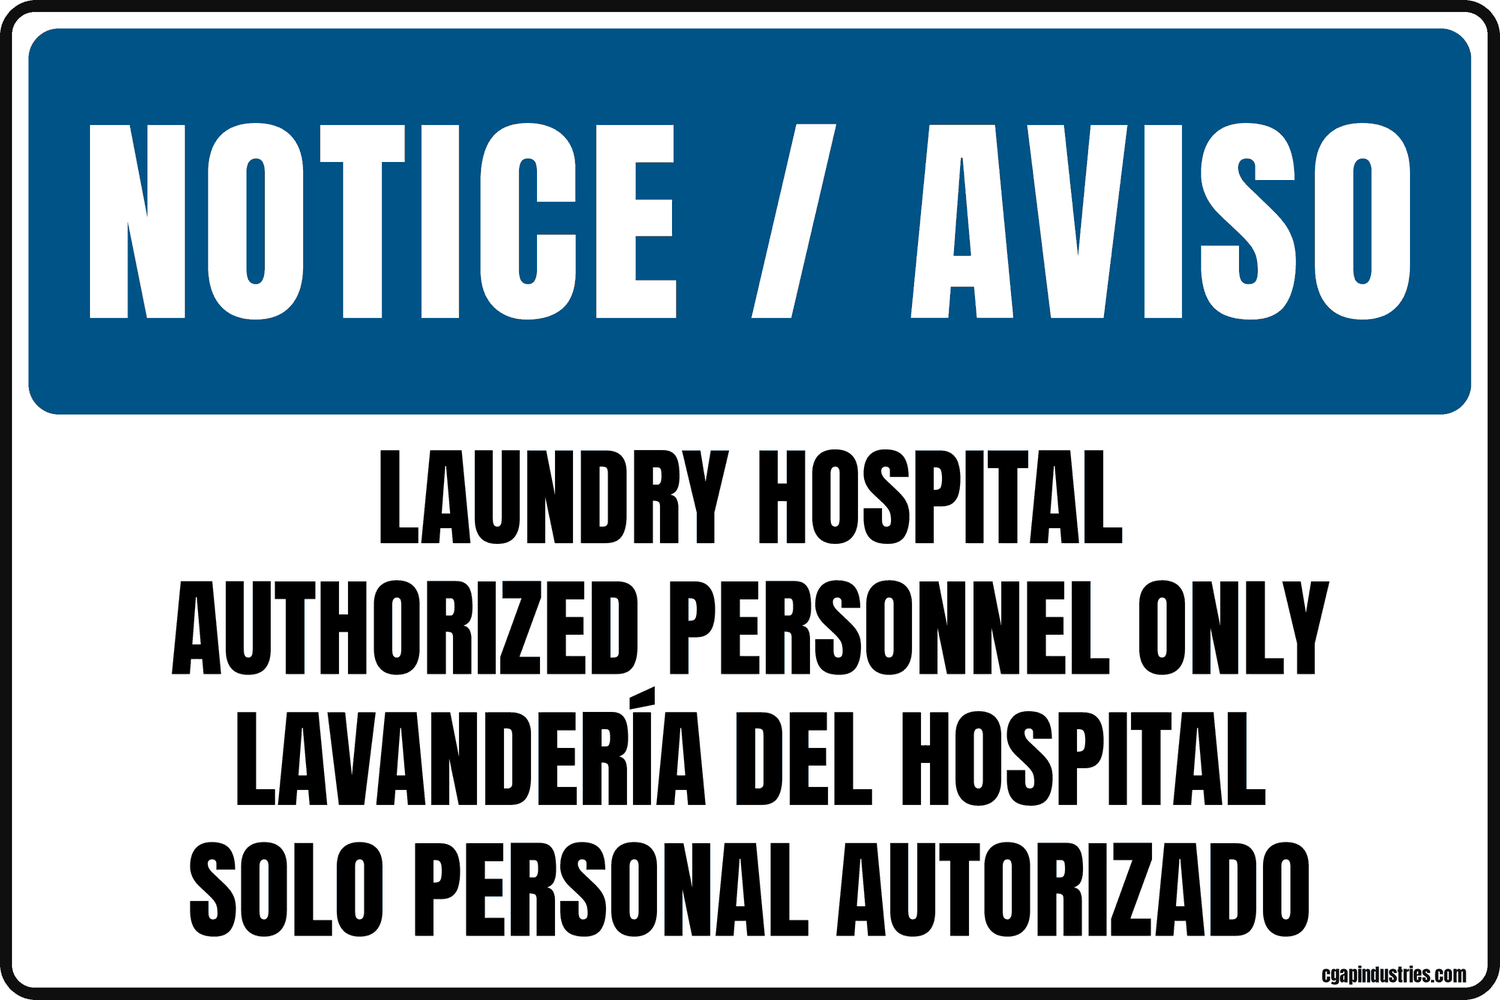 NOTICE / AVISO
LAUNDRY HOSPITAL
AUTHORIZED PERSONNEL ONLY
LAVANDERÍA DEL HOSPITAL
SOLO PERSONAL AUTORIZADO
cgapindustries.com